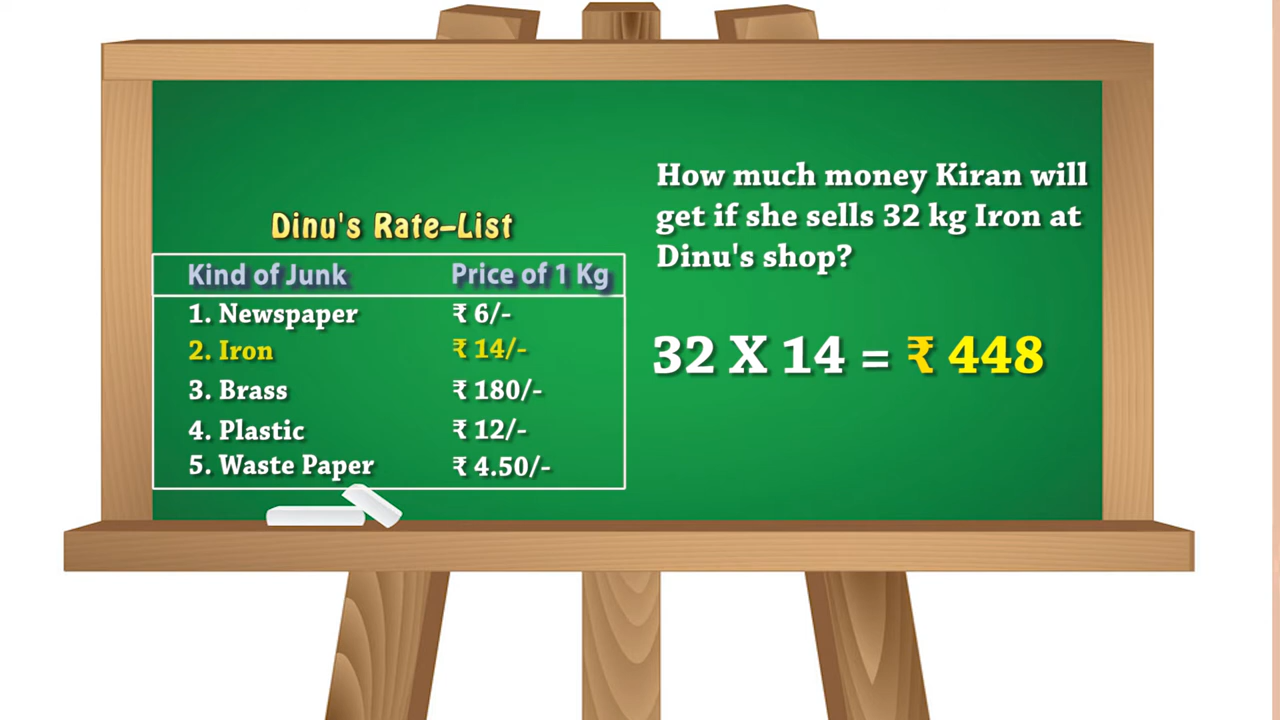 Dinu's Rate-List
Kind of Junk Price of 1 Kg
1. Newspaper ₹ 6/-
2. Iron ₹ 14/-
3. Brass ₹ 180/-
4. Plastic ₹ 12/-
5. Waste Paper ₹ 4.50/-
How much money Kiran will
get if she sells 32 kg Iron at
Dinu's shop?
32 X 14 = ₹ 448